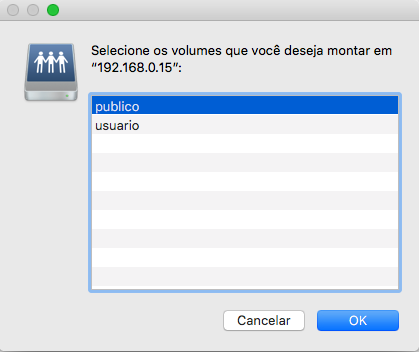 Selecione os volumes que você deseja montar em
“192.168.0.15”:
publico
usuario
Cancelar
OK